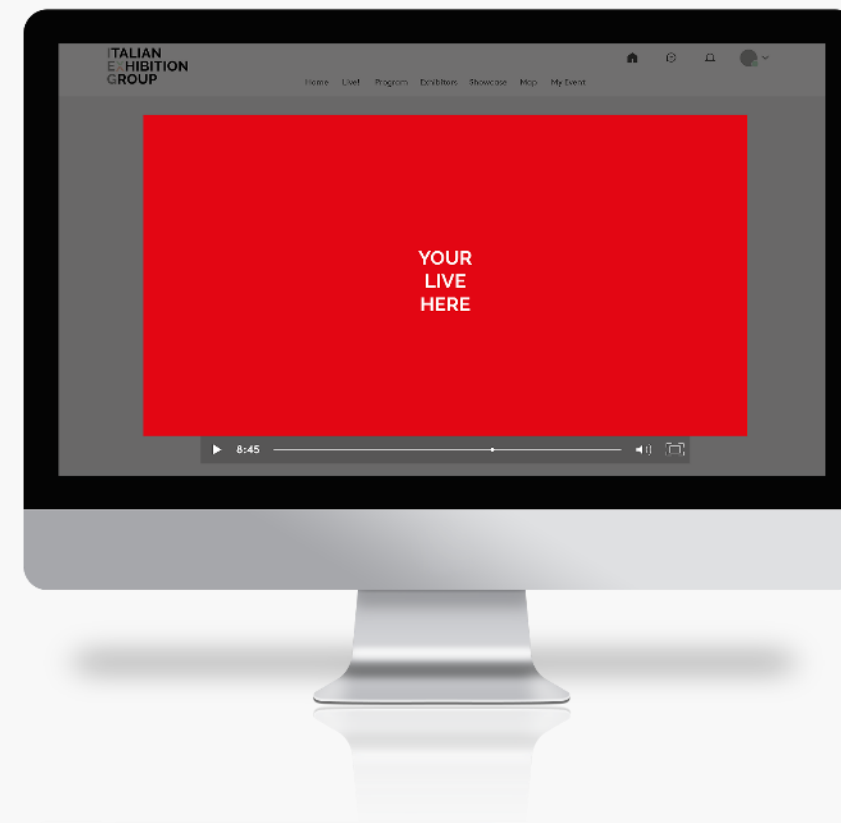 ITALIAN
EXHIBITION
GROUP
Home Live! Program Exhibitors Showcase Map My Event
YOUR
LIVE
HERE
8:45